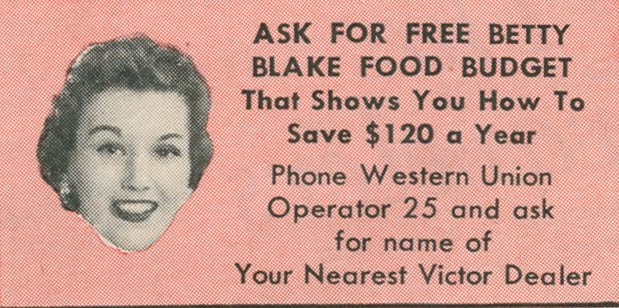 ASK FOR FREE BETTY
BLAKE FOOD BUDGET
That Shows You How To
Save $120 a Year
Phone Western Union
Operator 25 and ask
for name of
Your Nearest Victor Dealer